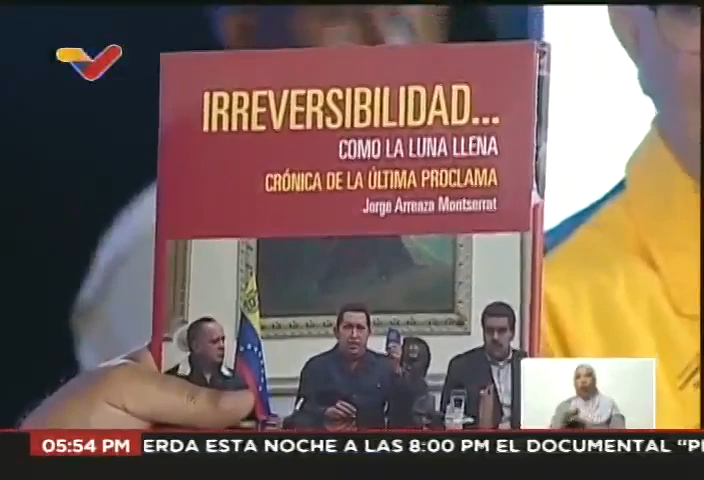 IRREVERSIBILIDAD...
COMO LA LUNA LLENA
CRÓNICA DE LA ÚLTIMA PROCLAMA
Jorge Arreaza Montserrat
05:54 PM
ERDA ESTA NOCHE A LAS 8:00 PM EL DOCUMENTAL “P